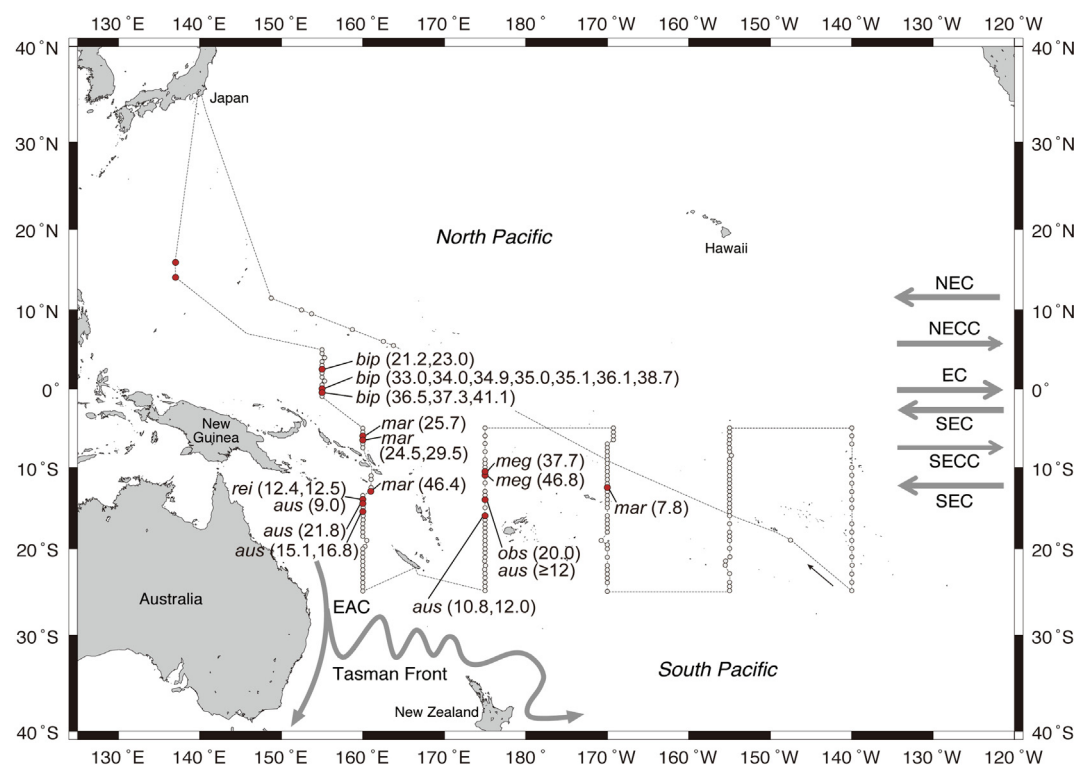 130 °E 140 °E 150 °E 160 °E 170 °E 180 °W 170 °W 160 °W 150 °W 140 °W 130 °W 120 °W
40 °N 40 °N
Japan
30 °N 30 °N
20 °N 20 °N
North Pacific
Hawaii
NEC
10 °N 10 °N
NECC
bip (21.2,23.0)
bip (33.0,34.0,34.9,35.0,35.1,36.1,38.7)
EC
0° 0°
bip (36.5,37.3,41.1)
SEC
New
Guinea
mar (25.7)
mar
(24.5,29.5)
SECC
meg (37.7)
10 °S 10 °S
meg (46.8)
rei (12.4,12.5)
mar (46.4)
SEC
aus (9.0)
mar (7.8)
aus (21.8)
aus (15.1,16.8)
20 °S 20 °S
obs (20.0)
aus (≥12)
Australia
EAC
aus (10.8,12.0)
30 °S 30 °S
Tasman Front
South Pacific
New Zealand
40 °S 40 °S
130 °E 140 °E 150 °E 160 °E 170 °E 180 °W 170 °W 160 °W 150 °W 140 °W 130 °W 120 °W